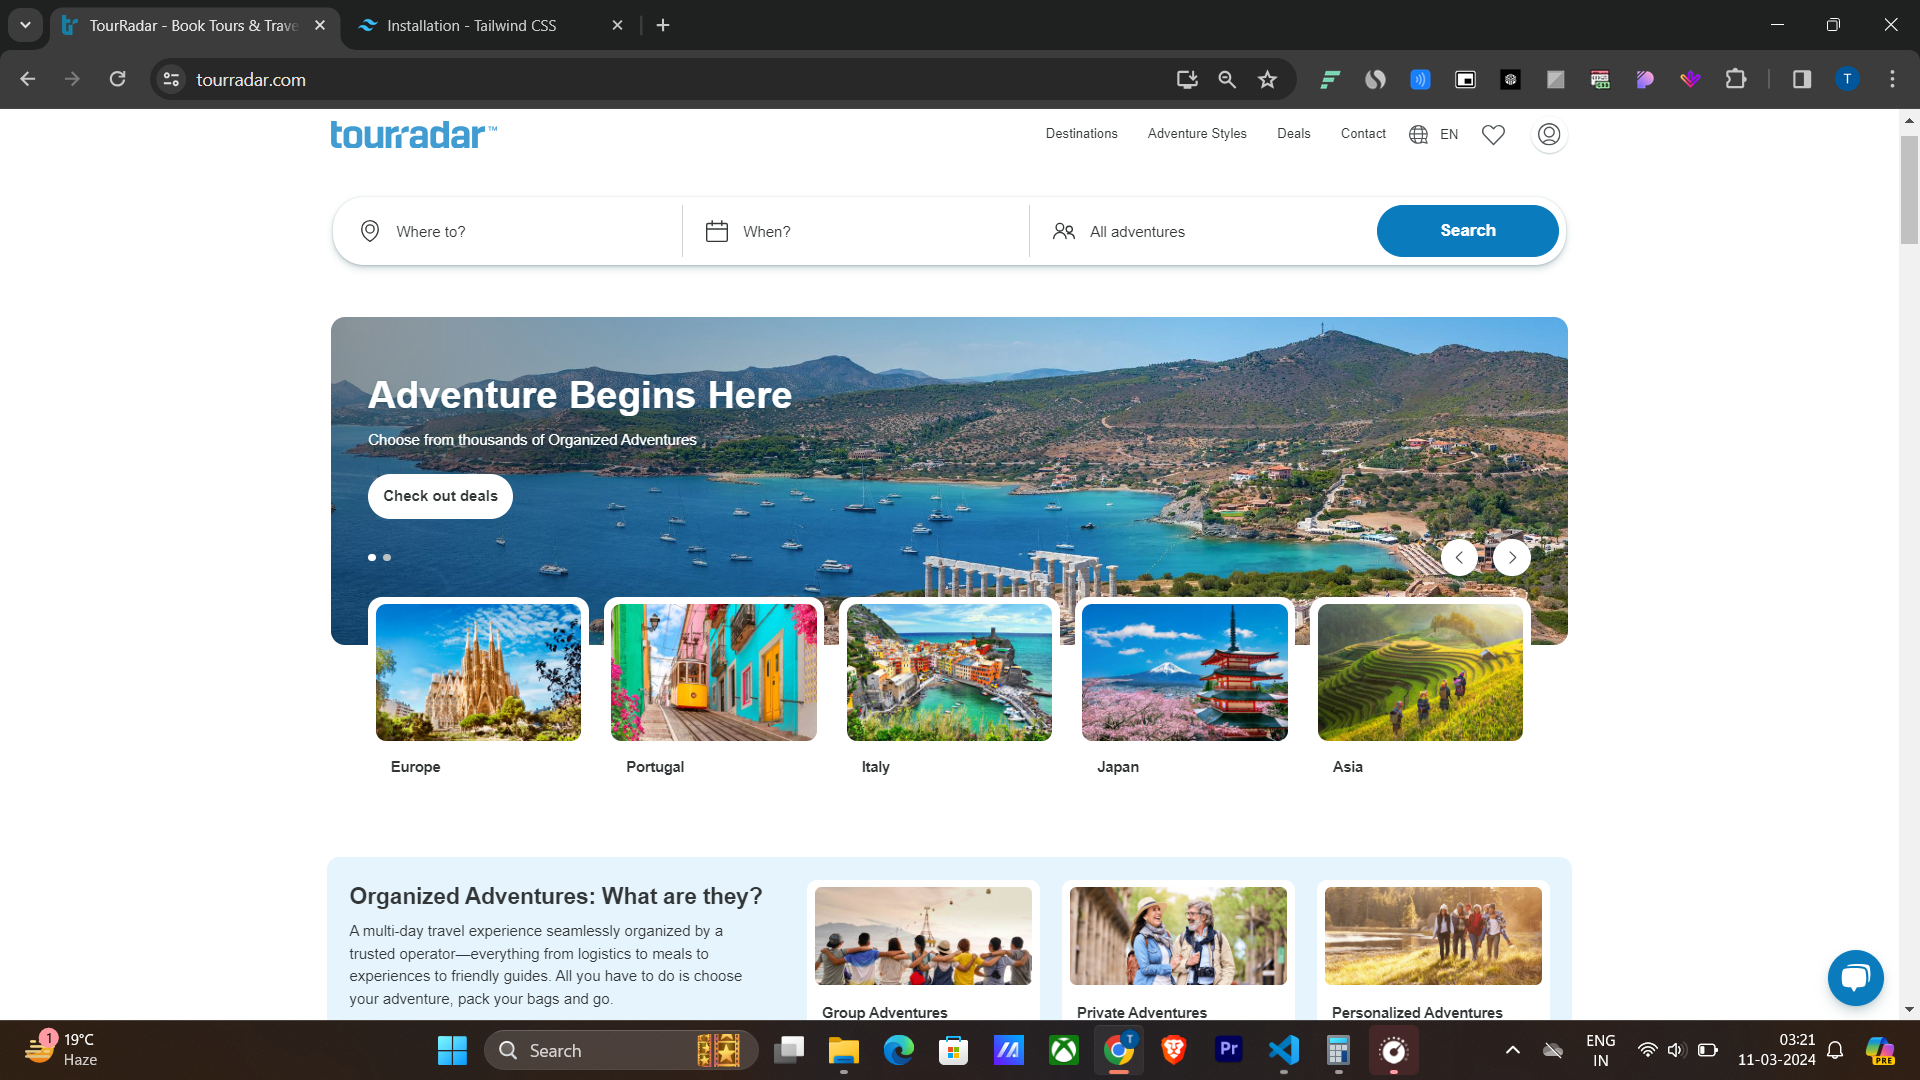 TourRadar - Book Tours & Trave
Installation - Tailwind CSS
tourradar.com
T
tourradar™
Destinations
Adventure Styles
Deals
Contact
EN
Where to?
When?
All adventures
Search
Adventure Begins Here
Choose from thousands of Organized Adventures
Check out deals
Europe
Portugal
Italy
Japan
Asia
Organized Adventures: What are they?
A multi-day travel experience seamlessly organized by a
trusted operator—everything from logistics to meals to
experiences to friendly guides. All you have to do is choose
your adventure, pack your bags and go.
Group Adventures
Private Adventures
Personalized Adventures
1
19°C
Haze
Search
T
Pr
PRE
ENG
IN
03:21
11-03-2024